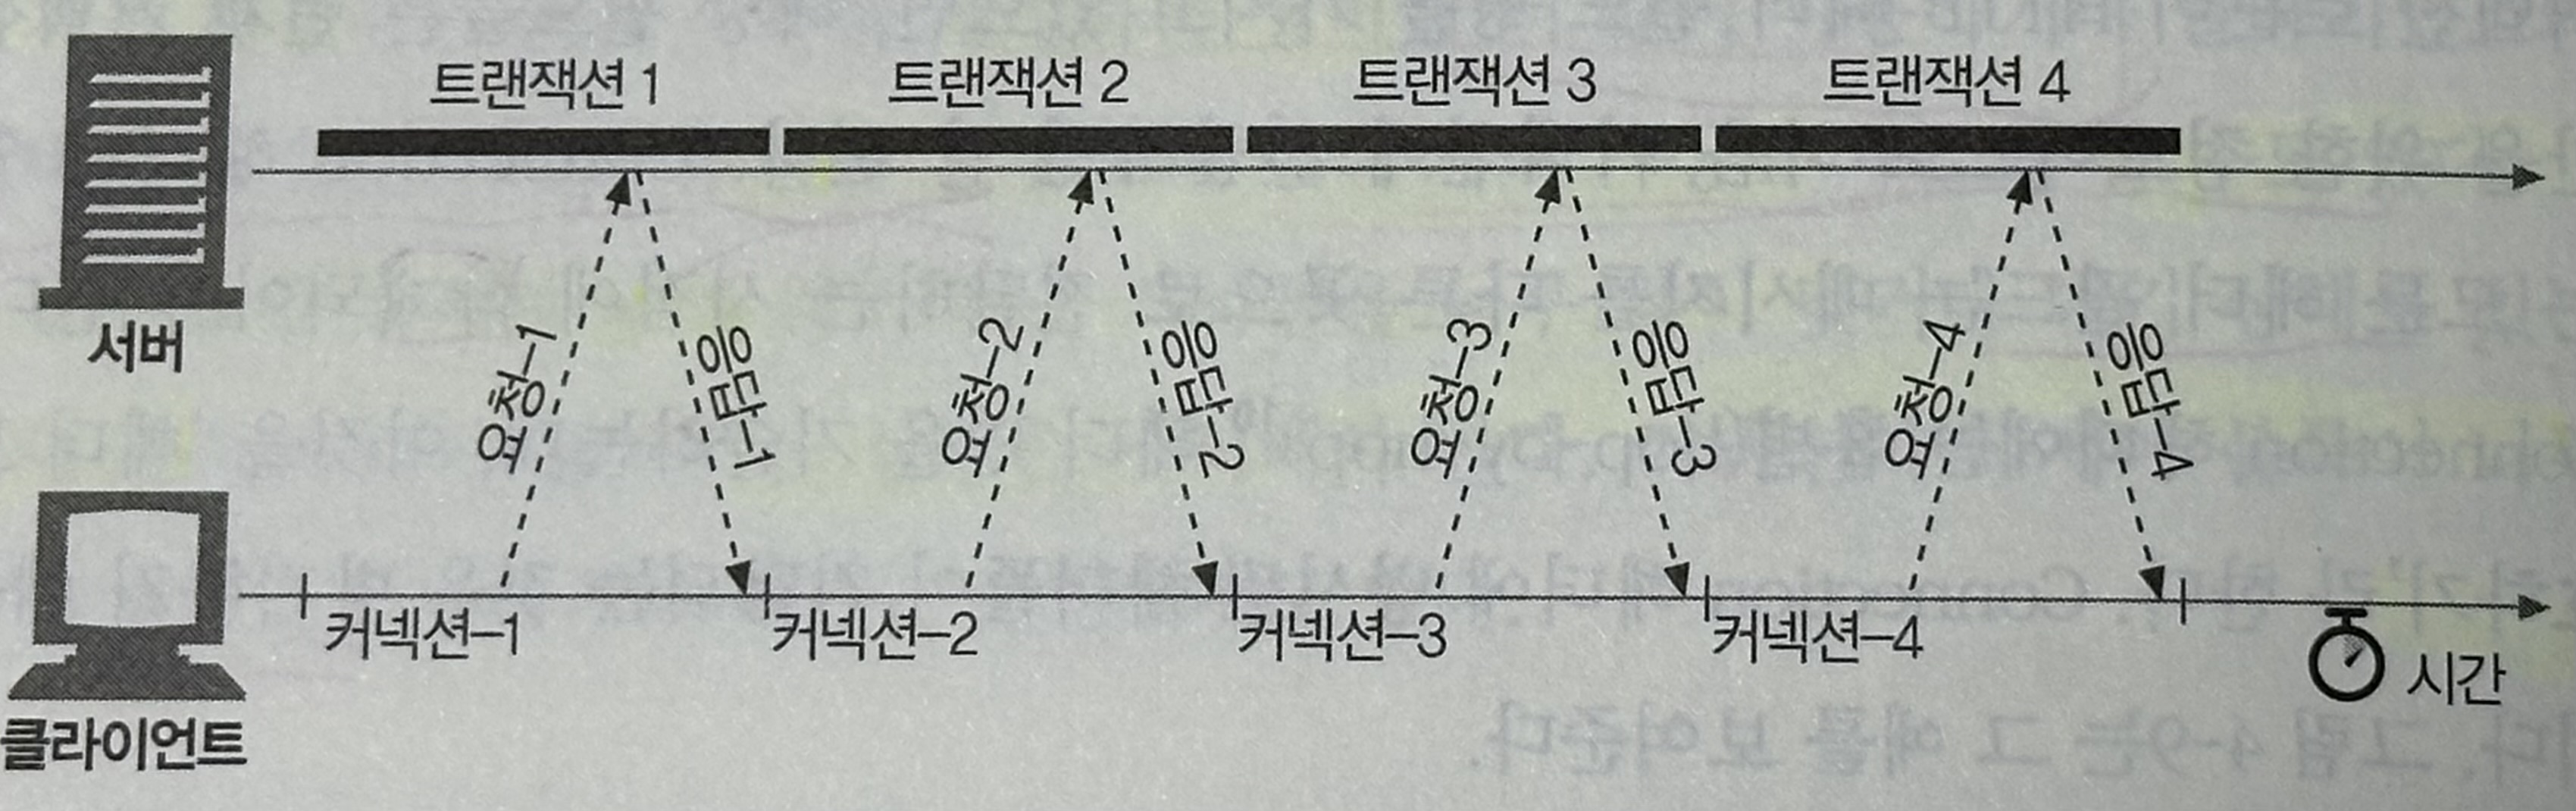 트랜잭션 1
트랜잭션 2
트랜잭션 3
트랜잭션 4
서버
요청-1
응답-1
요청-2
응답-2
요청-3
응답-3
요청-4
응답-4
커넥션-1
커넥션-2
커넥션-3
커넥션-4
시간
클라이언트